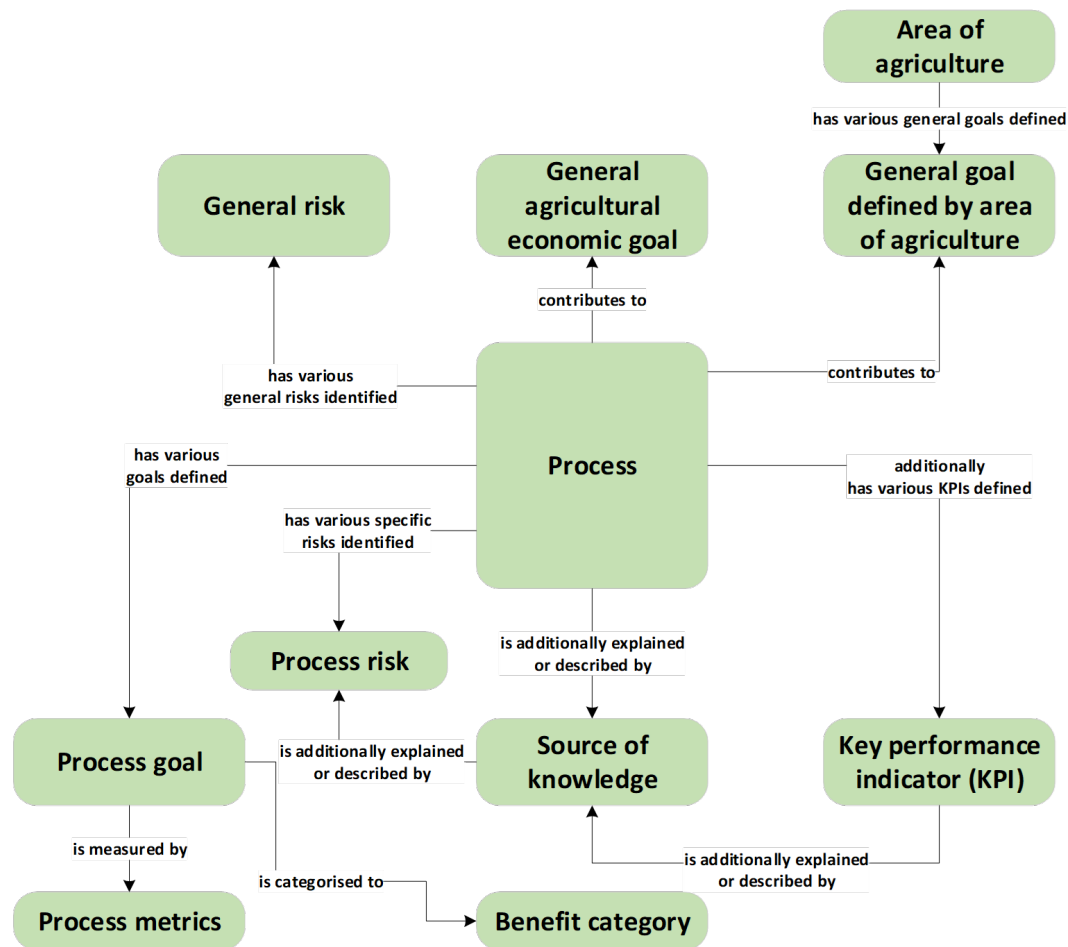 Area of
agriculture
has various general goals defined
General risk
General
agricultural
economic goal
General goal
defined by area
of agriculture
contributes to
has various
general risks identified
contributes to
Process
has various
goals defined
additionally
has various KPIs defined
has various specific
risks identified
is additionally explained
or described by
Process risk
Process goal
is additionally explained
or described by
Source of
knowledge
Key performance
indicator (KPI)
is measured by
is additionally explained
or described by
is categorised to
Process metrics
Benefit category